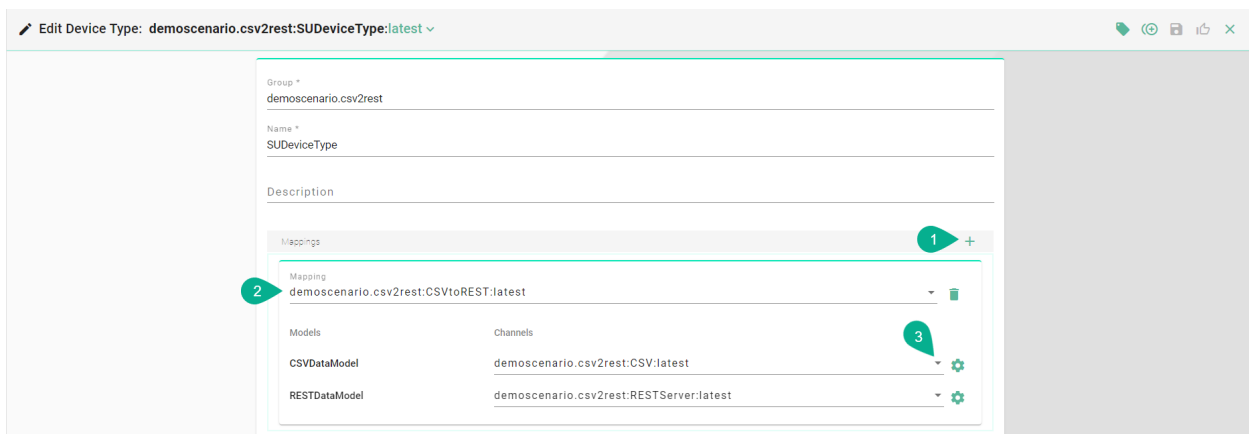 Edit Device Type: demoscenario.csv2rest:SUDeviceType:latest
Group *
demoscenario.csv2rest
Name *
SUDeviceType
Description
Mappings 1 +
Mapping
2 demoscenario.csv2rest:CSVtoREST:latest
Models Channels 3
CSVDataModel demoscenario.csv2rest:CSV:latest
RESTDataModel demoscenario.csv2rest:RESTServer:latest